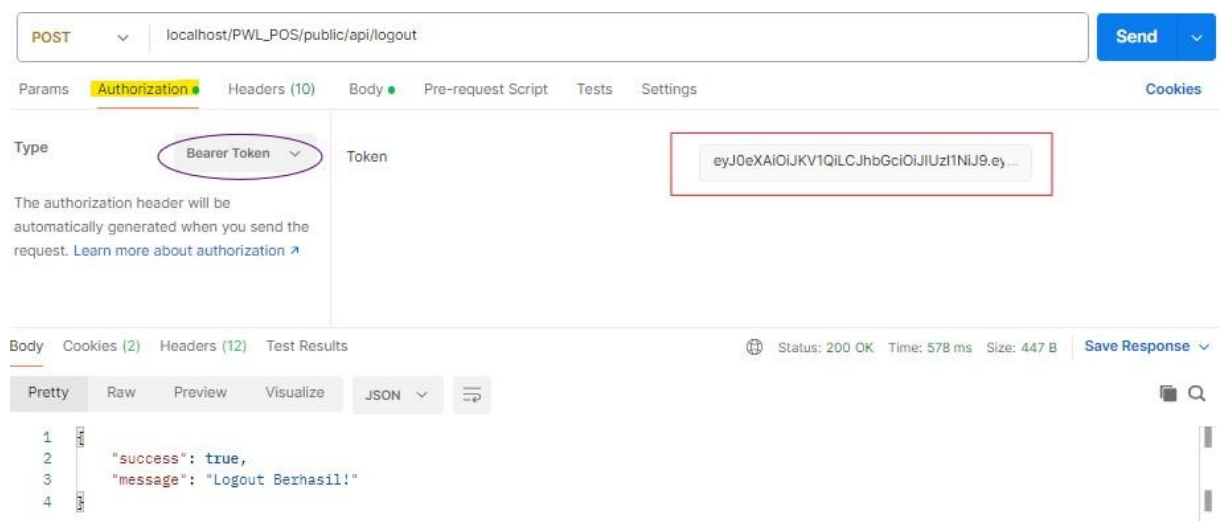 POST localhost/PWL_POS/public/api/logout Send
Params Authorization Headers (10) Body Pre-request Script Tests Settings Cookies
Type Bearer Token Token eyJ0eXAiOiJKV1QiLCJhbGciOiJIUzI1NiJ9.ey...
The authorization header will be
automatically generated when you send the
request. Learn more about authorization ↗
Body Cookies (2) Headers (12) Test Results Status: 200 OK Time: 578 ms Size: 447 B Save Response
Pretty Raw Preview Visualize JSON
1 {
2 "success": true,
3 "message": "Logout Berhasil!"
4 }